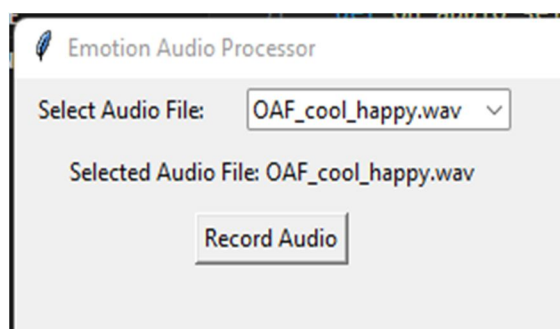 Emotion Audio Processor
Select Audio File: OAF_cool_happy.wav
Selected Audio File: OAF_cool_happy.wav
Record Audio